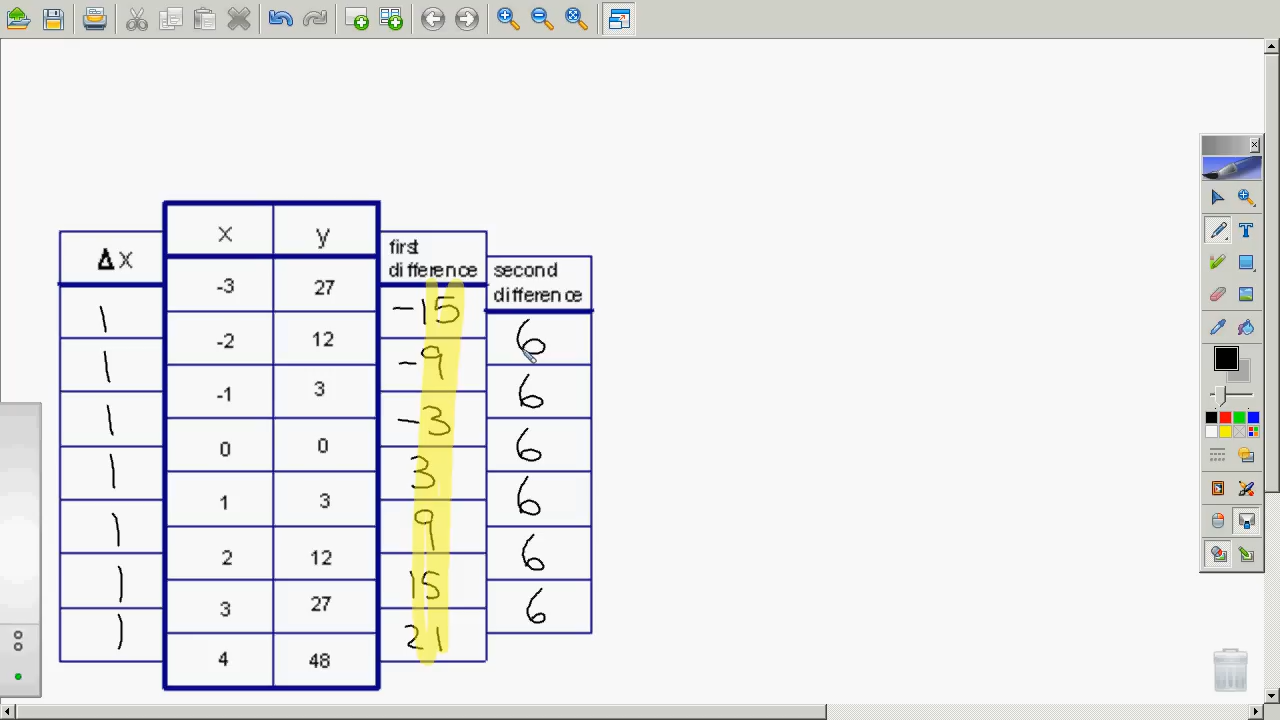 Δx x y first difference second difference
-3 27
1 -15
-2 12 6
1 -9
-1 3 6
1 -3
0 0 6
1 3
1 3 6
1 9
2 12 6
1 15
3 27 6
1 21
4 48